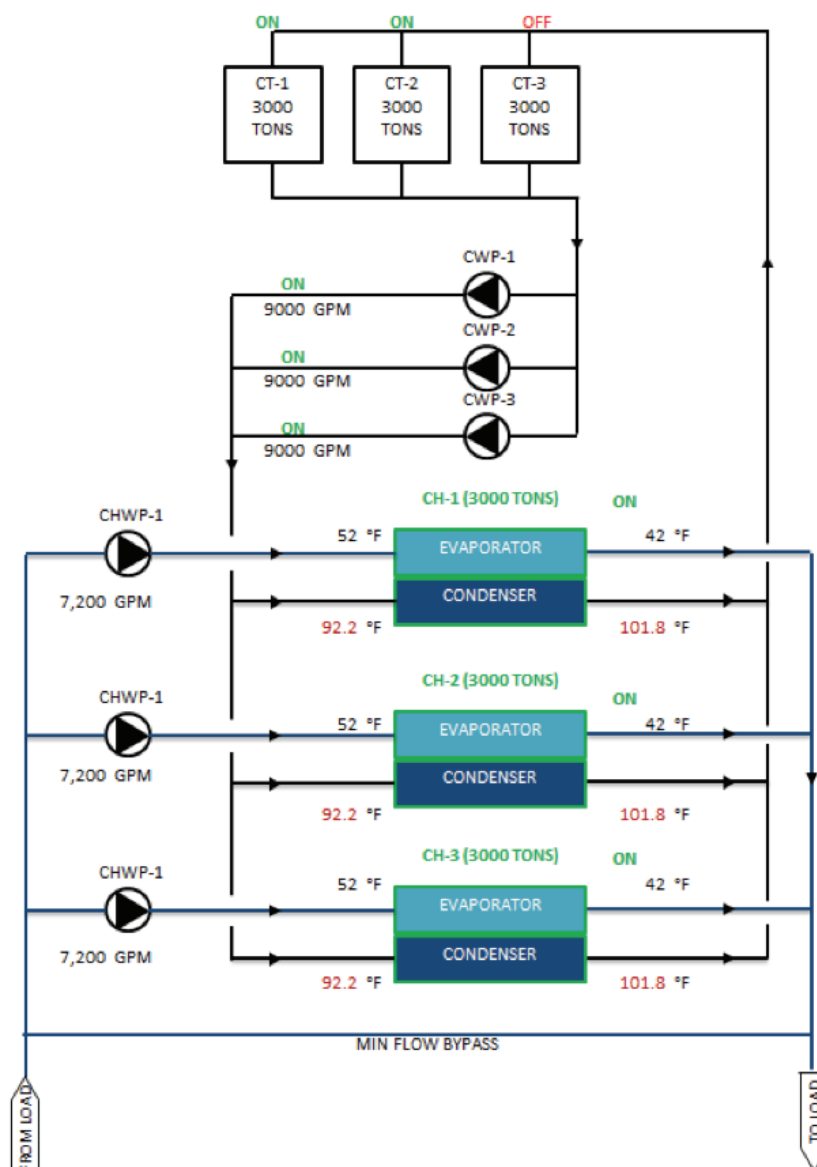 ON
ON
OFF
CT-1
3000
TONS
CT-2
3000
TONS
CT-3
3000
TONS
CWP-1
ON
9000 GPM
CWP-2
ON
9000 GPM
CWP-3
ON
9000 GPM
CH-1 (3000 TONS)
ON
CHWP-1
52 °F
EVAPORATOR
42 °F
7,200 GPM
CONDENSER
92.2 °F
101.8 °F
CH-2 (3000 TONS)
ON
CHWP-1
52 °F
EVAPORATOR
42 °F
7,200 GPM
CONDENSER
92.2 °F
101.8 °F
CH-3 (3000 TONS)
ON
CHWP-1
52 °F
EVAPORATOR
42 °F
7,200 GPM
CONDENSER
92.2 °F
101.8 °F
MIN FLOW BYPASS
FROM LOAD
TO LOAD